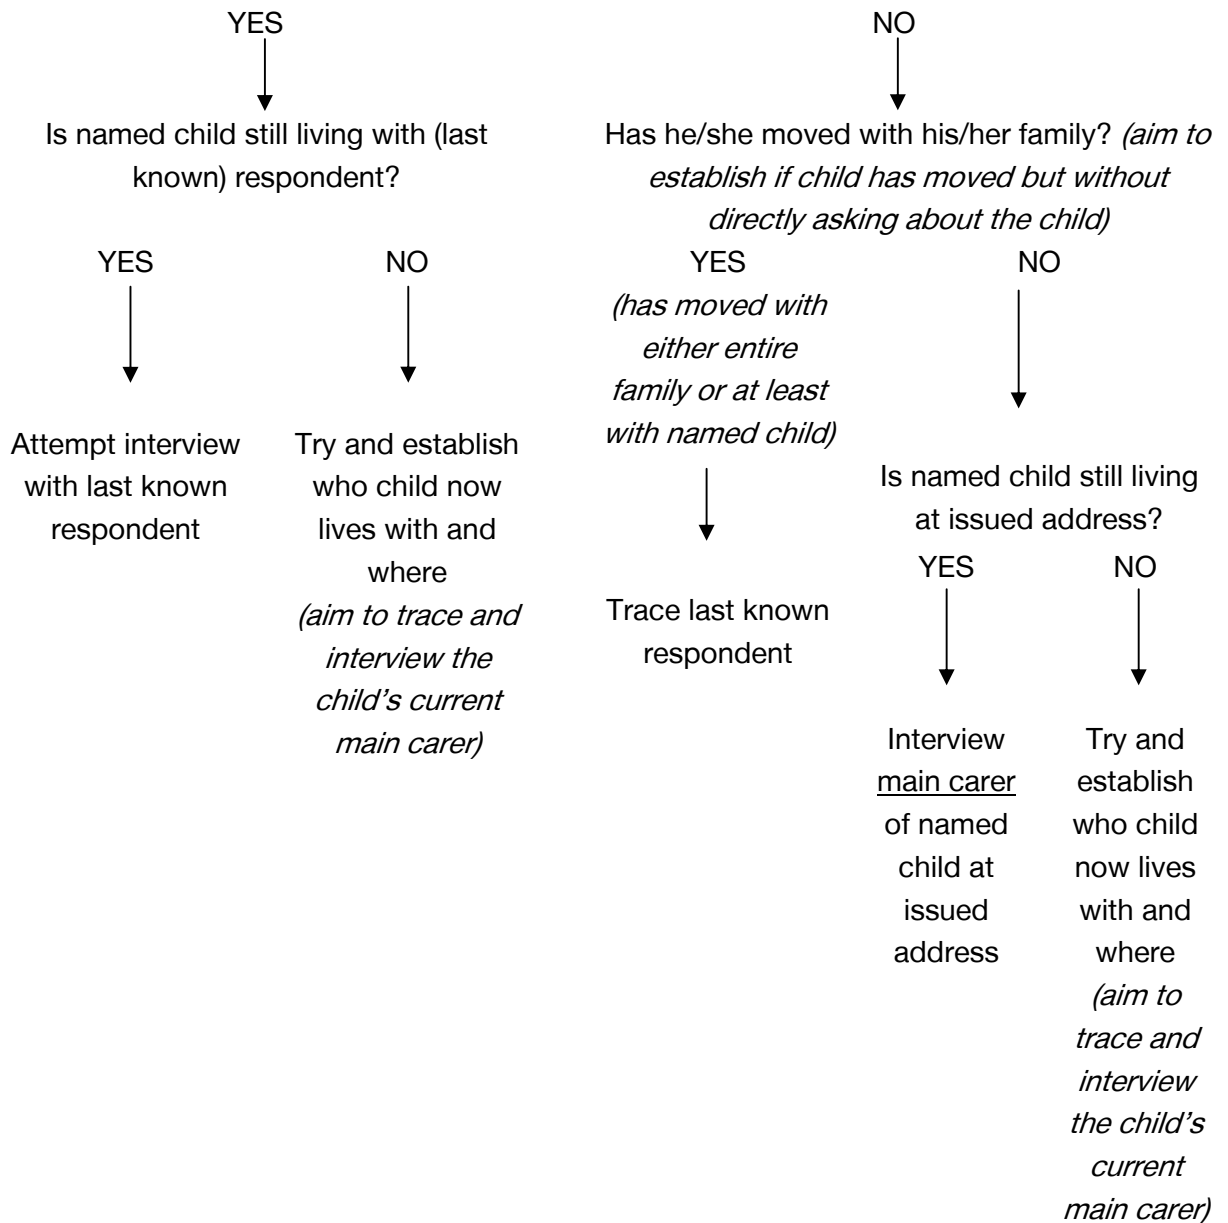 YES
Is named child still living with (last
known) respondent?
YES
NO
Attempt interview
with last known
respondent
Try and establish
who child now
lives with and
where
(aim to trace and
interview the
child’s current
main carer)
NO
Has he/she moved with his/her family? (aim to
establish if child has moved but without
directly asking about the child)
YES
(has moved with
either entire
family or at least
with named child)
Trace last known
respondent
NO
Is named child still living
at issued address?
YES
Interview
main carer
of named
child at
issued
address
NO
Try and
establish
who child
now lives
with and
where
(aim to
trace and
interview
the child’s
current
main carer)